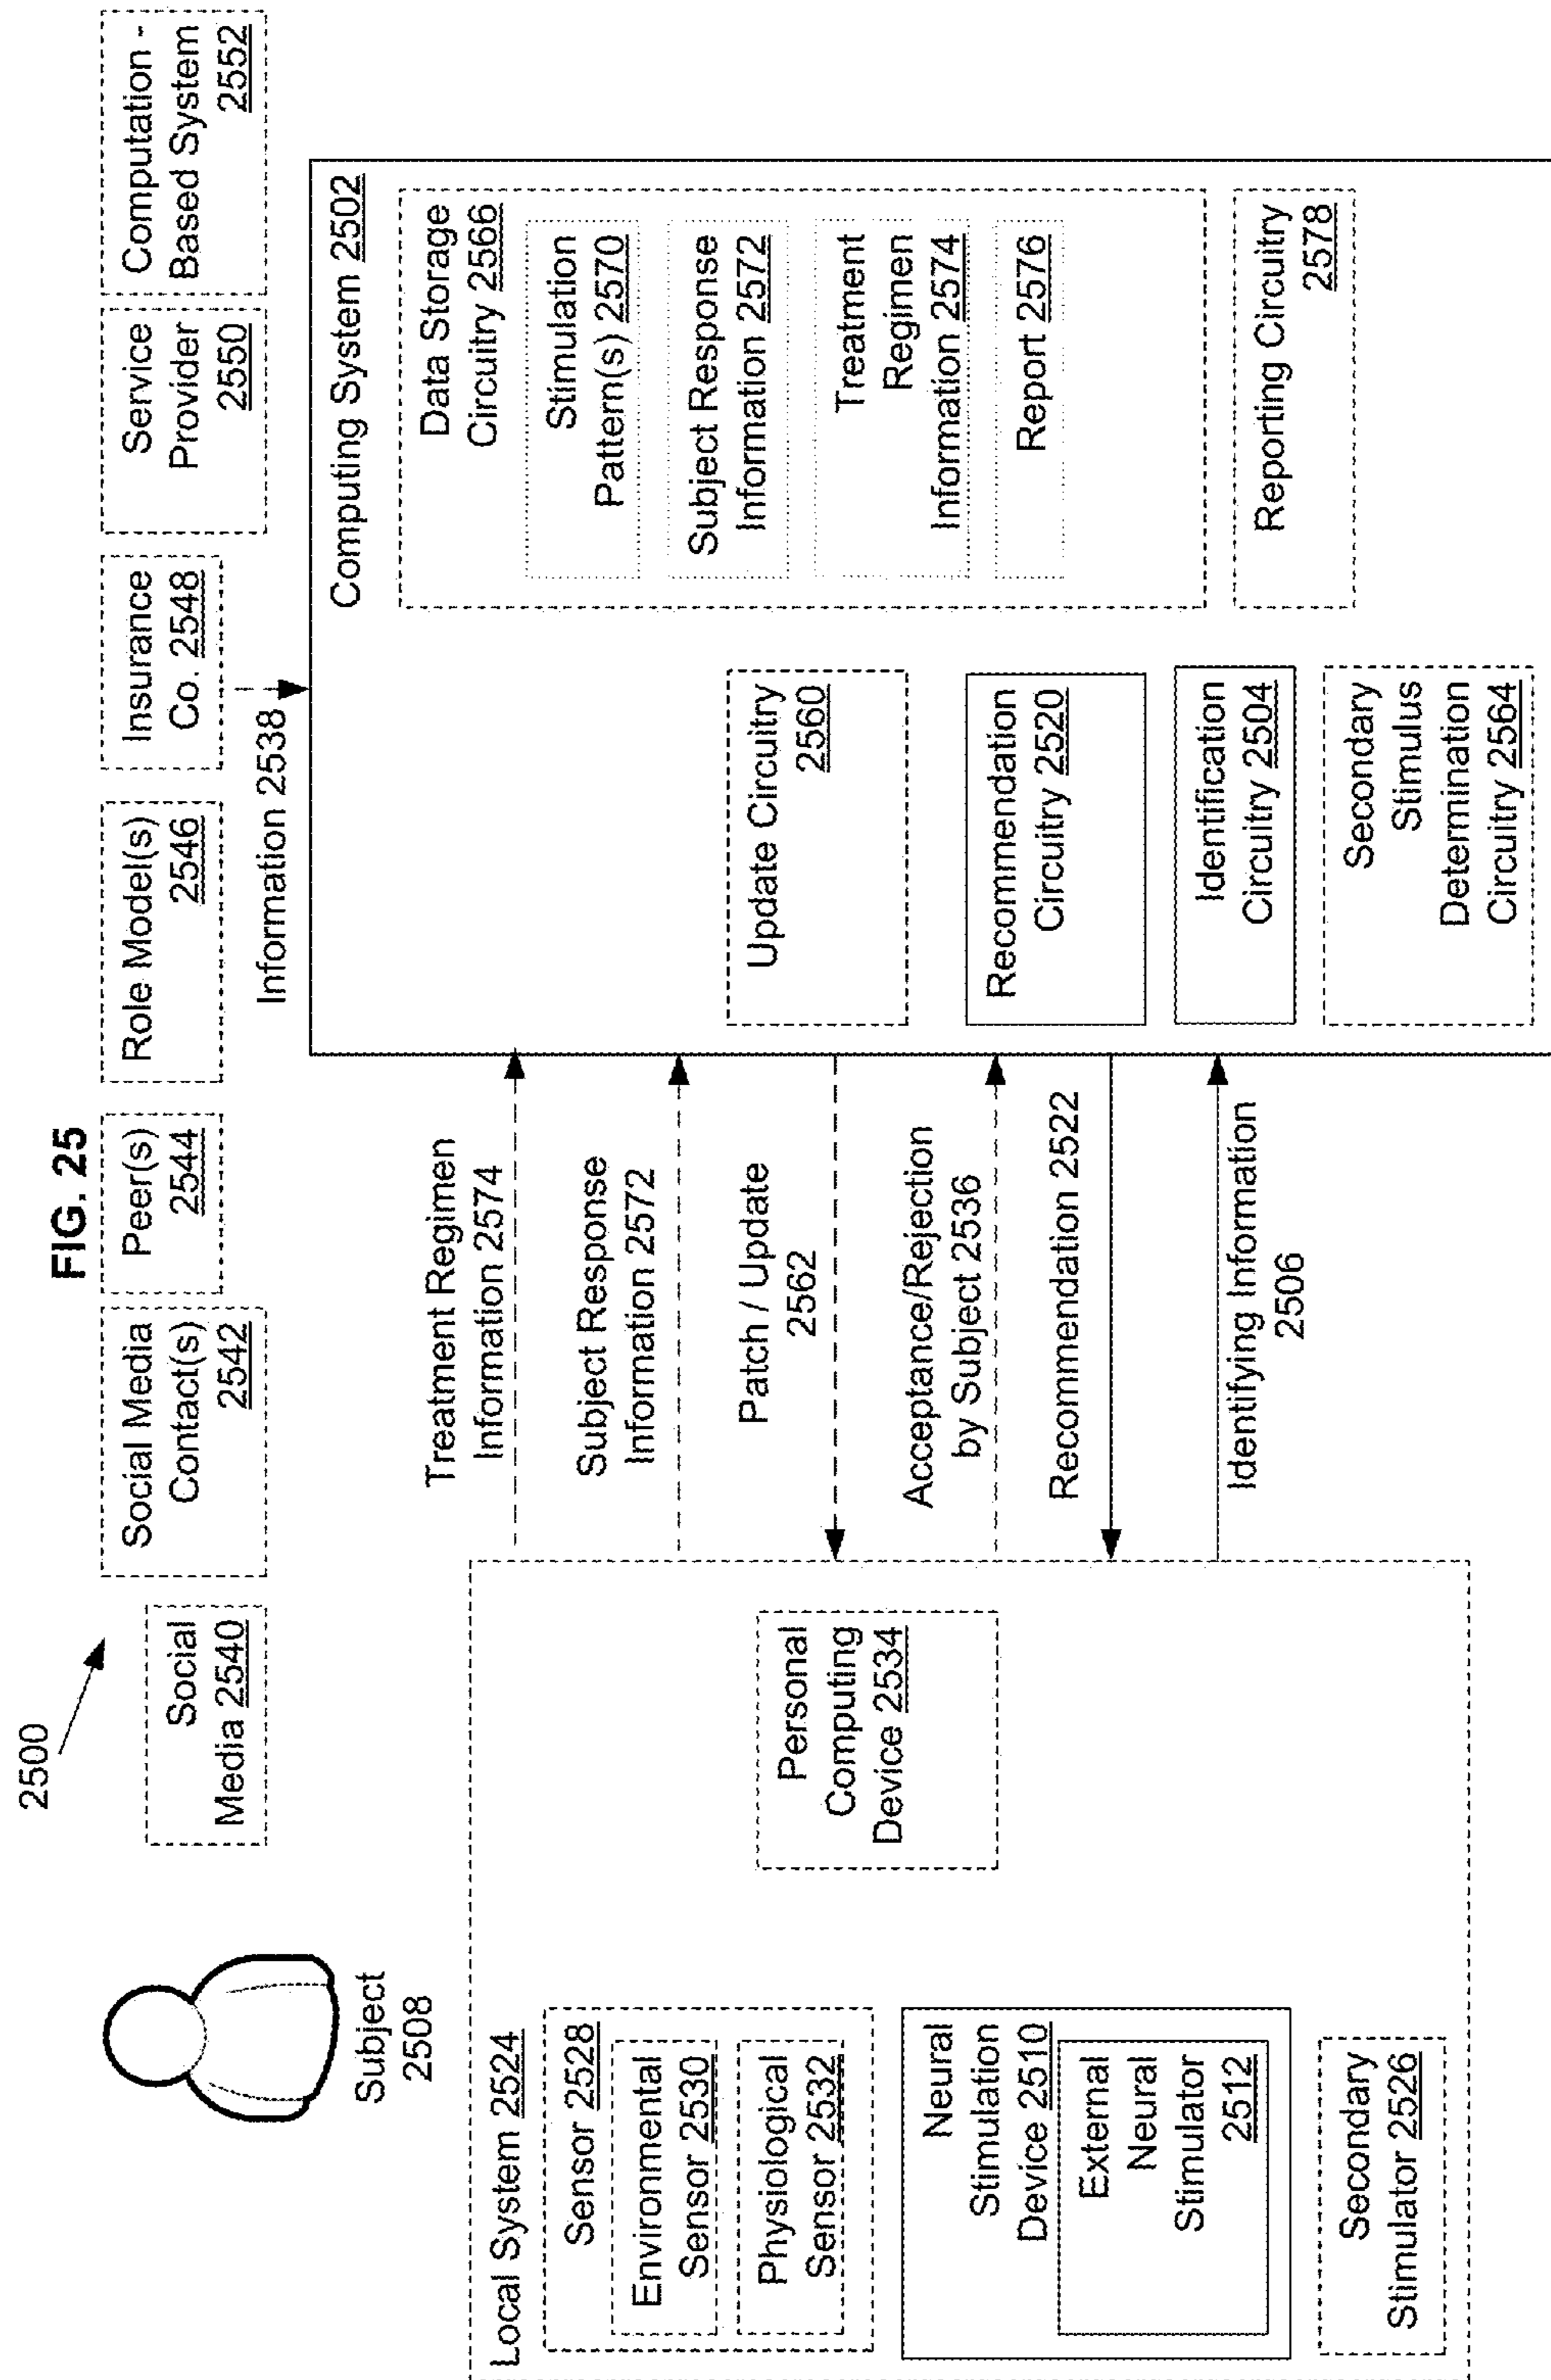 FIG. 25
2500
Social
Media 2540
Social Media
Contact(s)
2542
Peer(s)
2544
Role Model(s)
2546
Insurance
Co. 2548
Service
Provider
2550
Computation -
Based System
2552
Information 2538
Subject
2508
Local System 2524
Sensor 2528
Environmental
Sensor 2530
Physiological
Sensor 2532
Neural
Stimulation
Device 2510
External
Neural
Stimulator
2512
Secondary
Stimulator 2526
Personal
Computing
Device 2534
Treatment Regimen
Information 2574
Subject Response
Information 2572
Patch / Update
2562
Acceptance/Rejection
by Subject 2536
Recommendation 2522
Identifying Information
2506
Computing System 2502
Update Circuitry
2560
Recommendation
Circuitry 2520
Identification
Circuitry 2504
Secondary
Stimulus
Determination
Circuitry 2564
Data Storage
Circuitry 2566
Stimulation
Pattern(s) 2570
Subject Response
Information 2572
Treatment
Regimen
Information 2574
Report 2576
Reporting Circuitry
2578